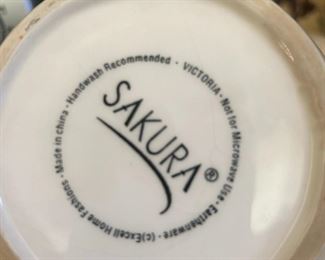 SAKURA®
VICTORIA · Not for Microwave Use · Earthenware · (c)Excell Home Fashions · Made in china · Handwash Recommended ·